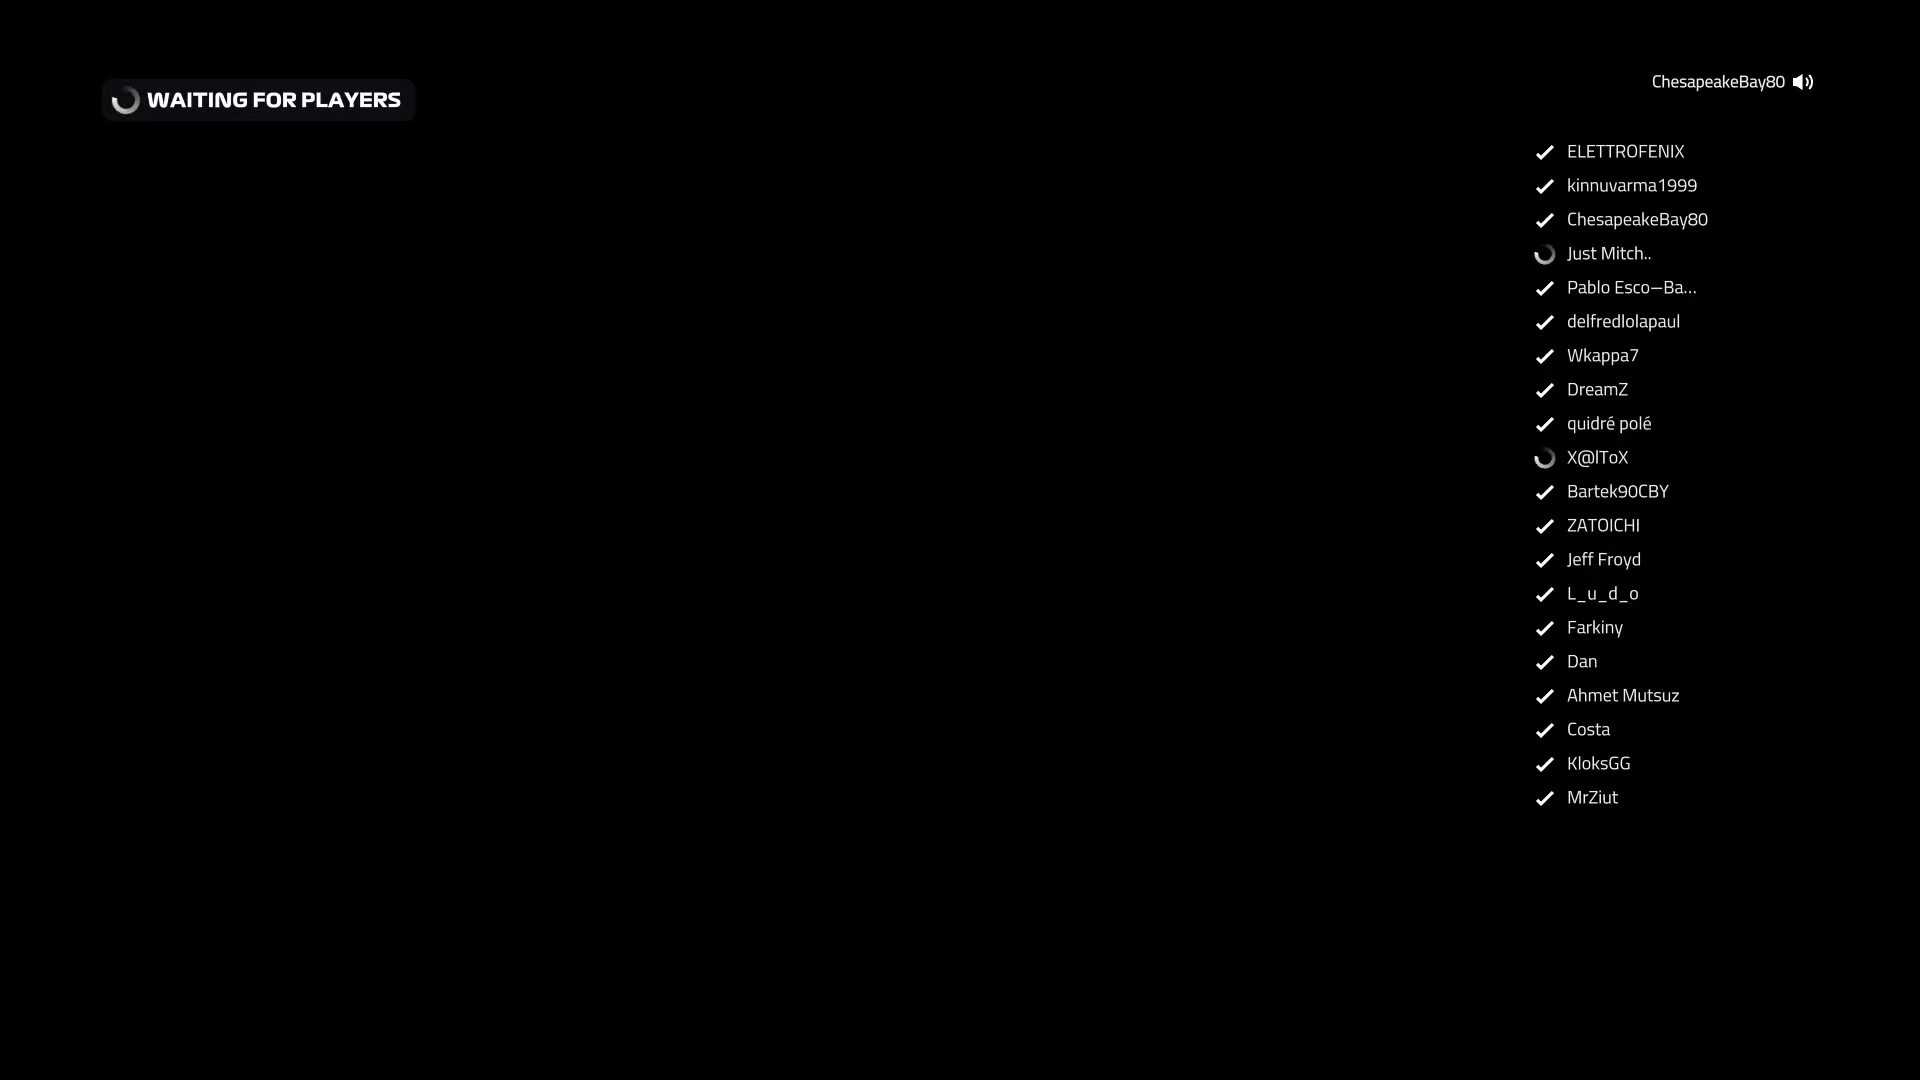 WAITING FOR PLAYERS
ChesapeakeBay80
ELETTROFENIX
kinnuvarma1999
ChesapeakeBay80
Just Mitch..
Pablo Esco—Ba...
delfredlolapaul
Wkappa7
DreamZ
quidré polé
X@lToX
Bartek90CBY
ZATOICHI
Jeff Froyd
L_u_d_o
Farkiny
Dan
Ahmet Mutsuz
Costa
KloksGG
MrZiut